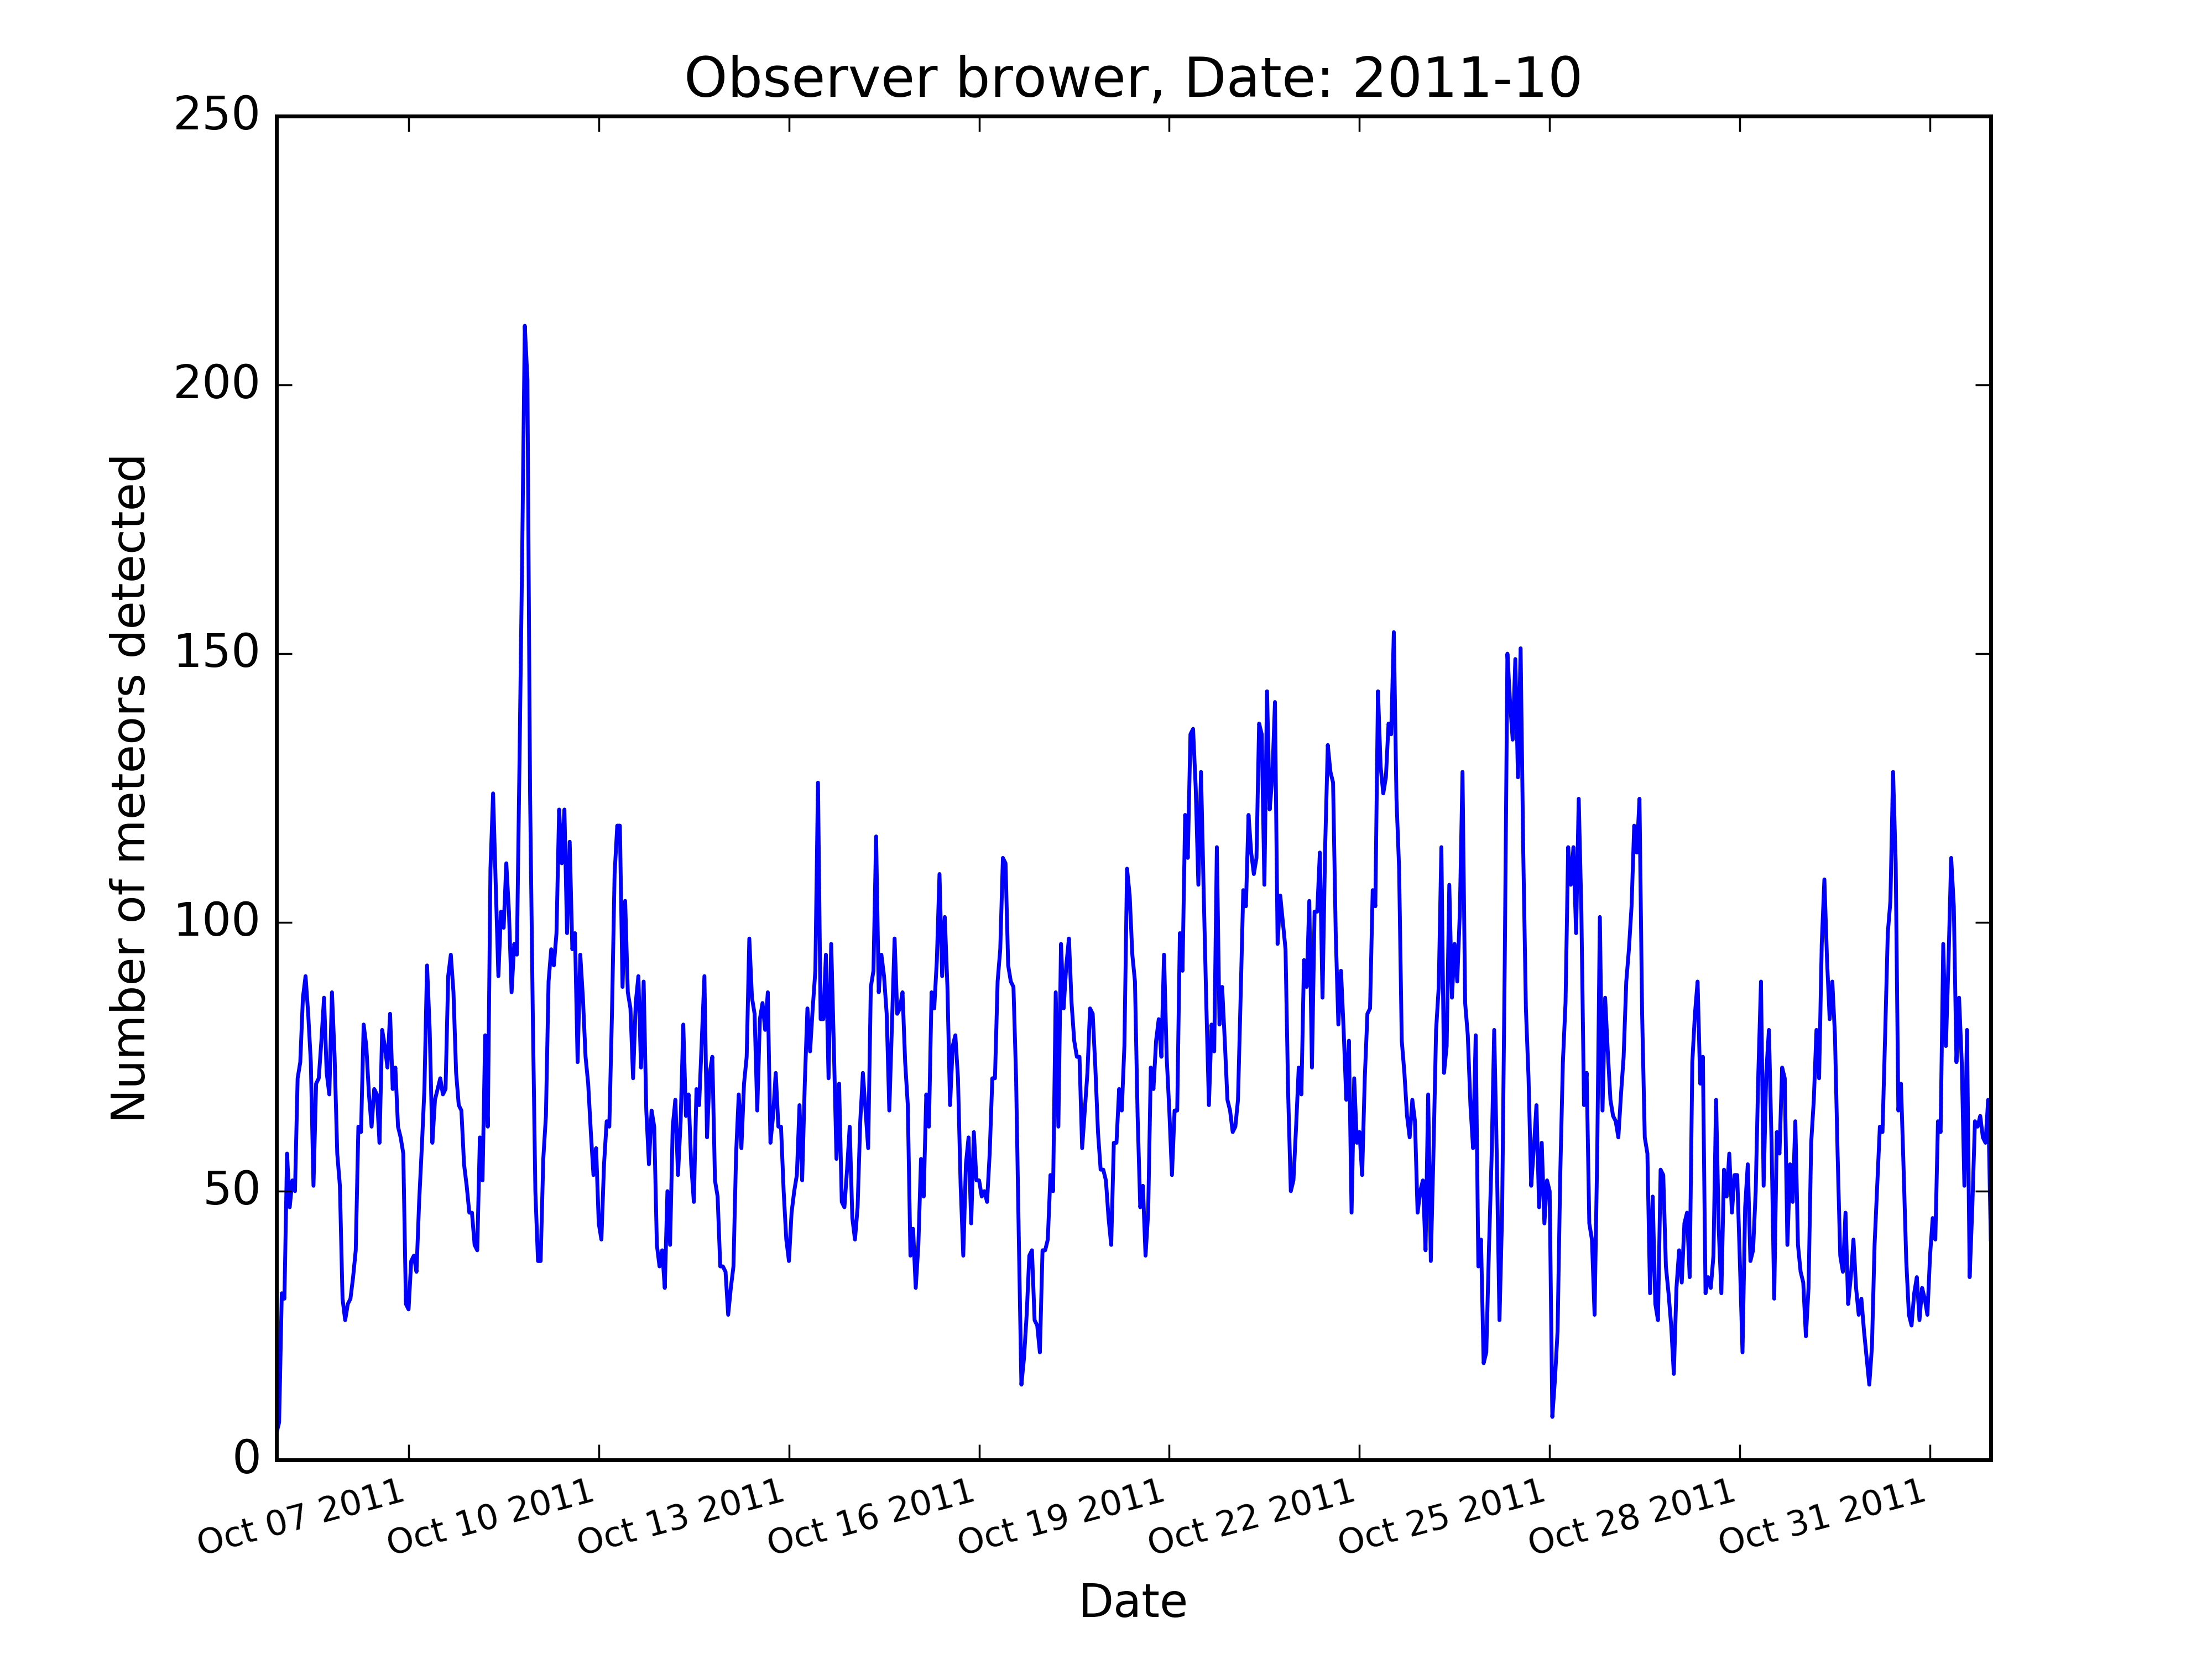 Observer brower, Date: 2011-10
250
200
150
100
50
0
Number of meteors detected
Oct 07 2011
Oct 10 2011
Oct 13 2011
Oct 16 2011
Oct 19 2011
Oct 22 2011
Oct 25 2011
Oct 28 2011
Oct 31 2011
Date